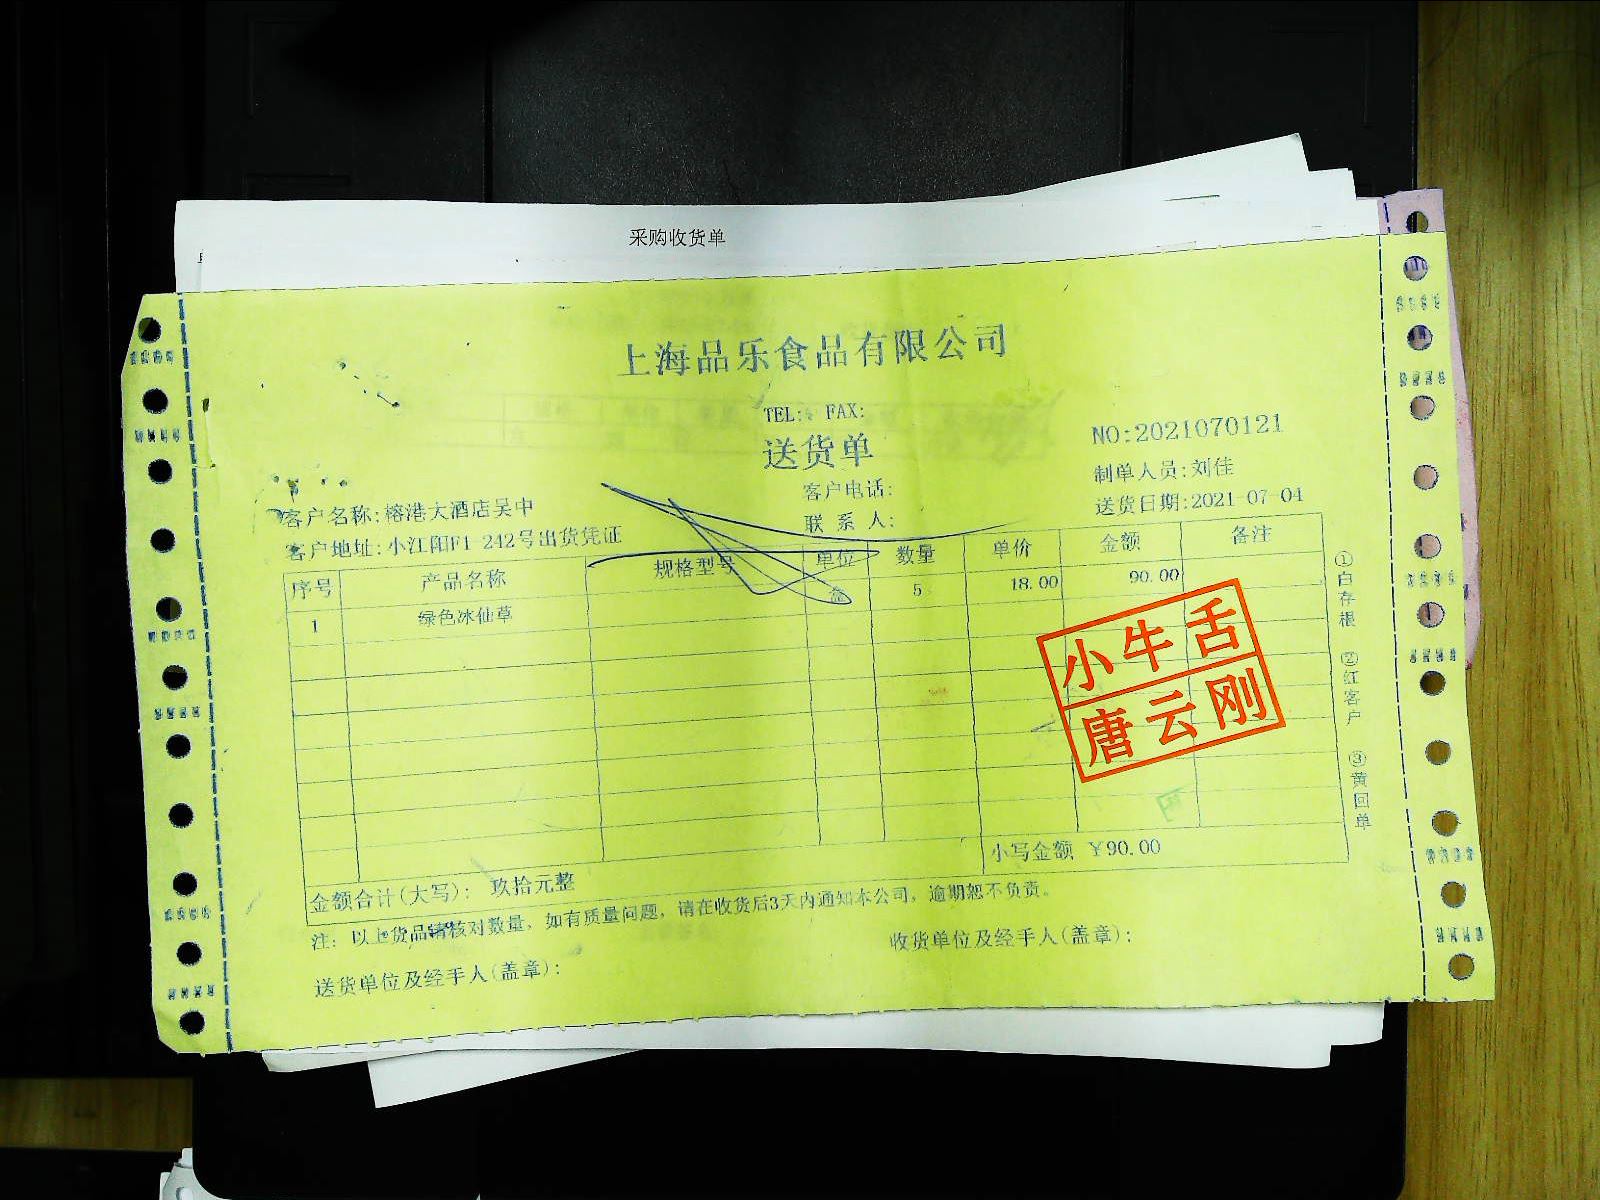 采购收货单
上海品乐食品有限公司
TEL: FAX:
送货单
NO:2021070121
制单人员:刘佳
客户电话:
送货日期:2021-07-04
客户名称:榕港大酒店吴中
联 系 人:
客户地址:小江阳F1-242号出货凭证
序号 产品名称 规格型号 单位 数量 单价 金额 备注
1 绿色冰仙草 盒 5 18.00 90.00
小牛舌
唐云刚
①白存根 ②红客户 ③黄回单
金额合计(大写): 玖拾元整 小写金额 ¥90.00
注: 以上货品请核对数量, 如有质量问题, 请在收货后3天内通知本公司, 逾期恕不负责。
送货单位及经手人(盖章): 收货单位及经手人(盖章):